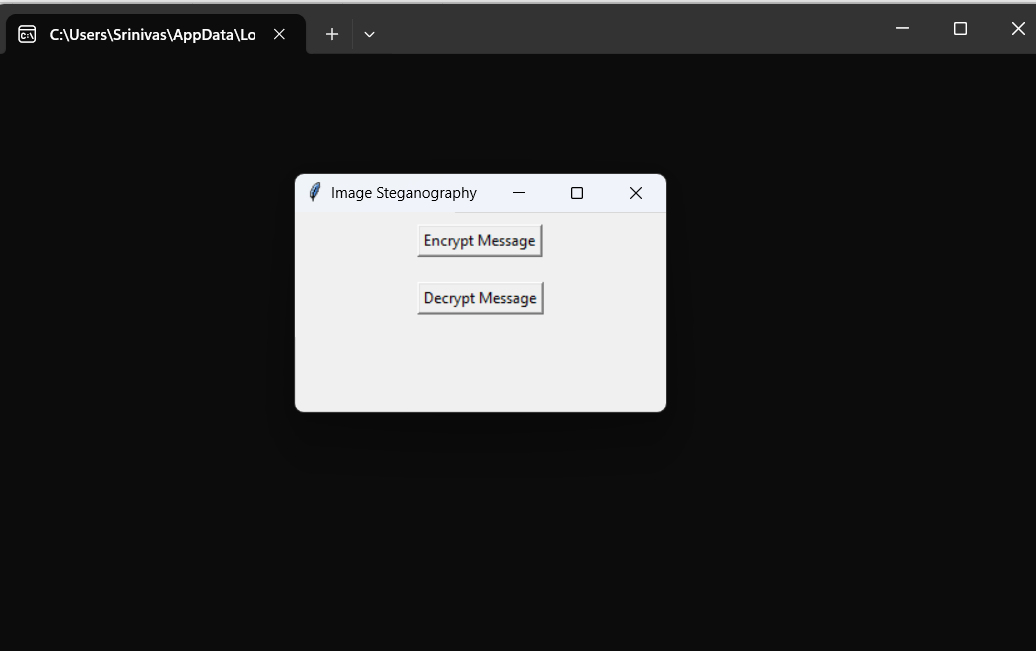 C:\Users\Srinivas\AppData\Lo
Image Steganography
Encrypt Message
Decrypt Message